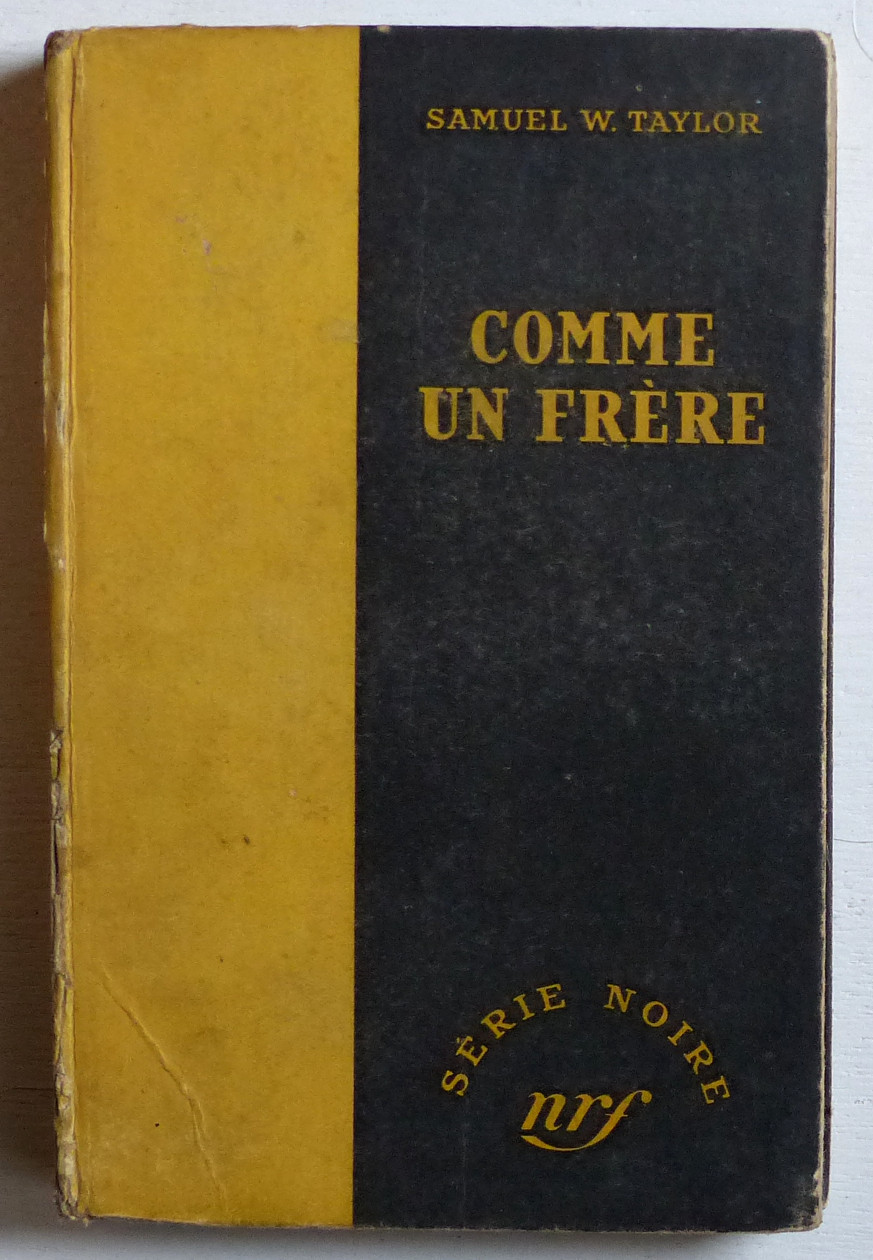 SAMUEL W. TAYLOR
COMME
UN FRÈRE
SÉRIE NOIRE
nrf